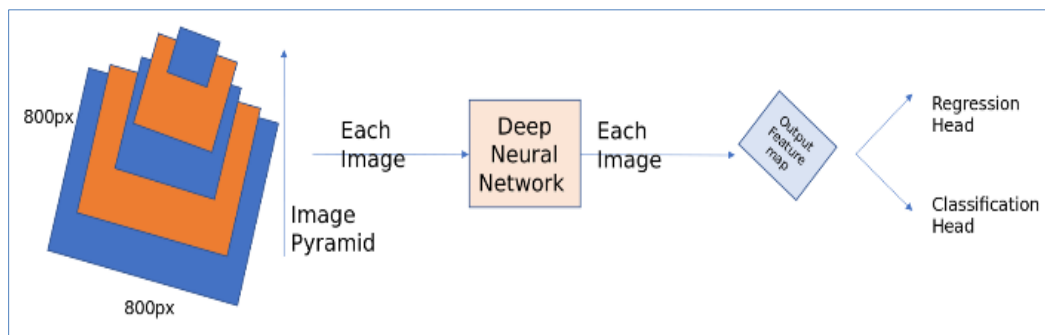 800px
800px
Image
Pyramid
Each
Image
Deep
Neural
Network
Each
Image
Output
Feature
map
Regression
Head
Classification
Head